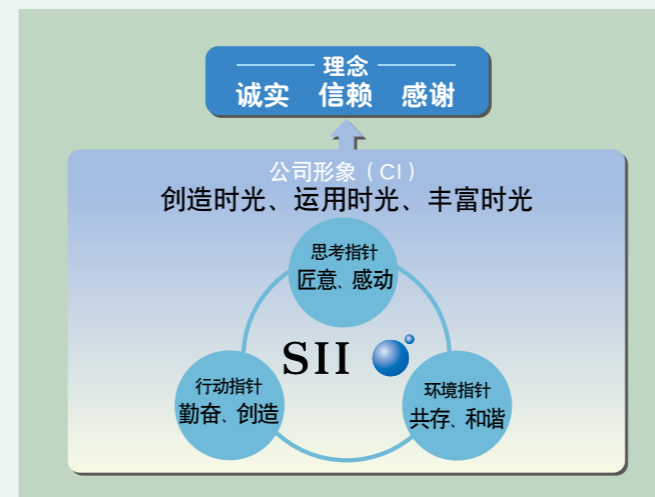 理念
诚实 信赖 感谢
公司形象（CI）
创造时光、运用时光、丰富时光
思考指针
匠意、感动
SII
行动指针
勤奋、创造
环境指针
共存、和谐